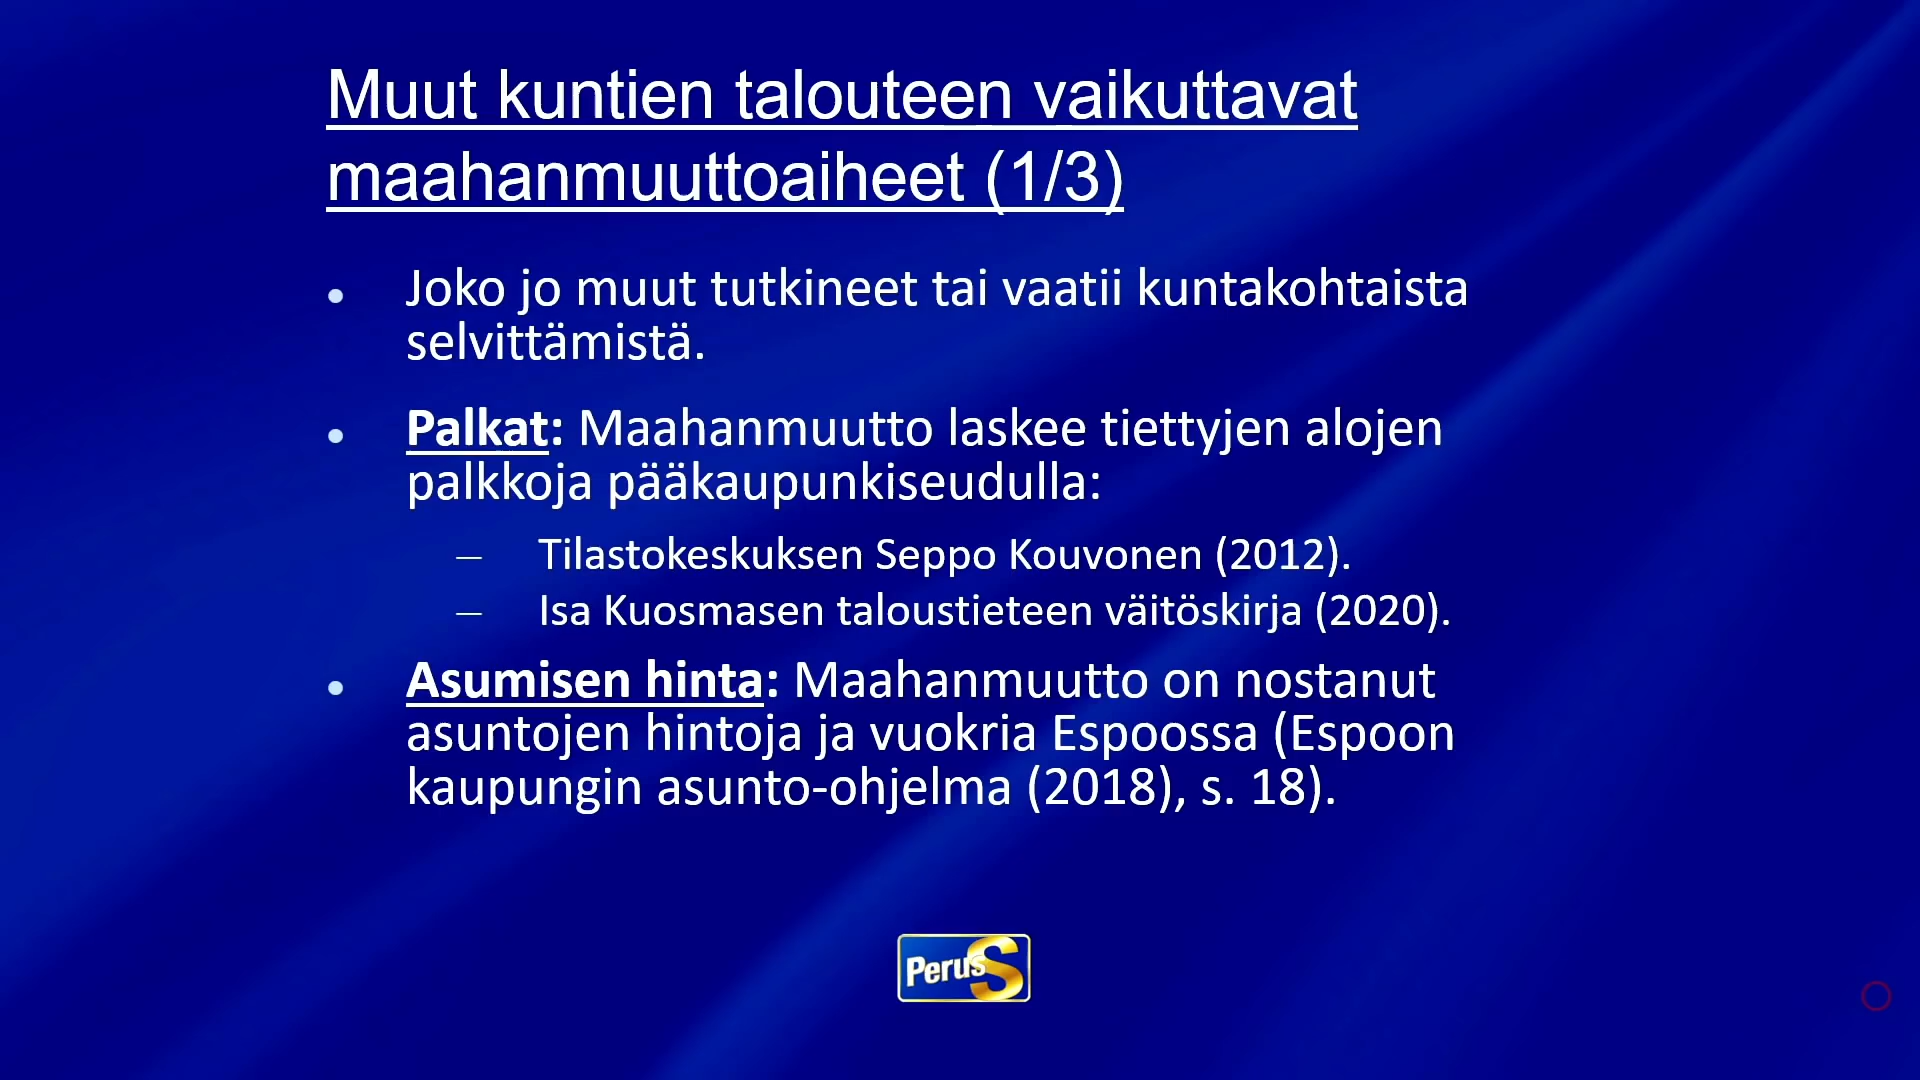 Muut kuntien talouteen vaikuttavat
maahanmuuttoaiheet (1/3)
• Joko jo muut tutkineet tai vaatii kuntakohtaista
selvittämistä.
• Palkat: Maahanmuutto laskee tiettyjen alojen
palkkoja pääkaupunkiseudulla:
– Tilastokeskuksen Seppo Kouvonen (2012).
– Isa Kuosmasen taloustieteen väitöskirja (2020).
• Asumisen hinta: Maahanmuutto on nostanut
asuntojen hintoja ja vuokria Espoossa (Espoon
kaupungin asunto-ohjelma (2018), s. 18).
PerusS